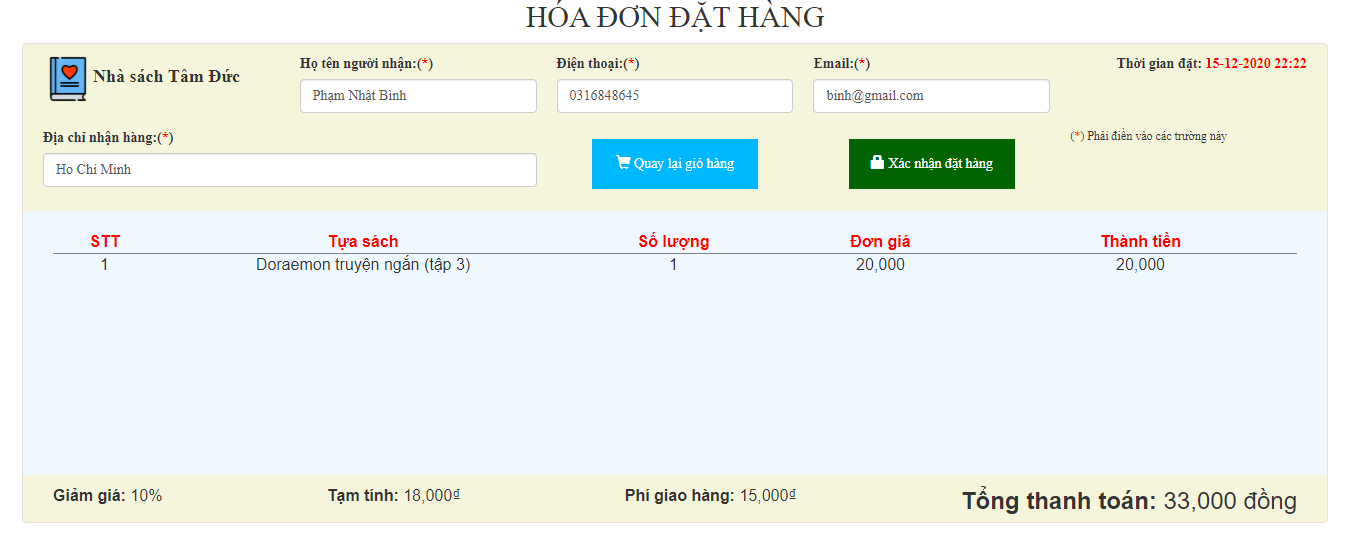 HÓA ĐƠN ĐẶT HÀNG
Nhà sách Tâm Đức
Họ tên người nhận:(*)
Phạm Nhật Bình
Điện thoại:(*)
0316848645
Email:(*)
binh@gmail.com
Thời gian đặt: 15-12-2020 22:22
Địa chỉ nhận hàng:(*)
Ho Chi Minh
Quay lại giỏ hàng
Xác nhận đặt hàng
(*) Phải điền vào các trường này
STT Tựa sách Số lượng Đơn giá Thành tiền
1 Doraemon truyện ngắn (tập 3) 1 20,000 20,000
Giảm giá: 10% Tạm tính: 18,000₫ Phí giao hàng: 15,000₫ Tổng thanh toán: 33,000 đồng